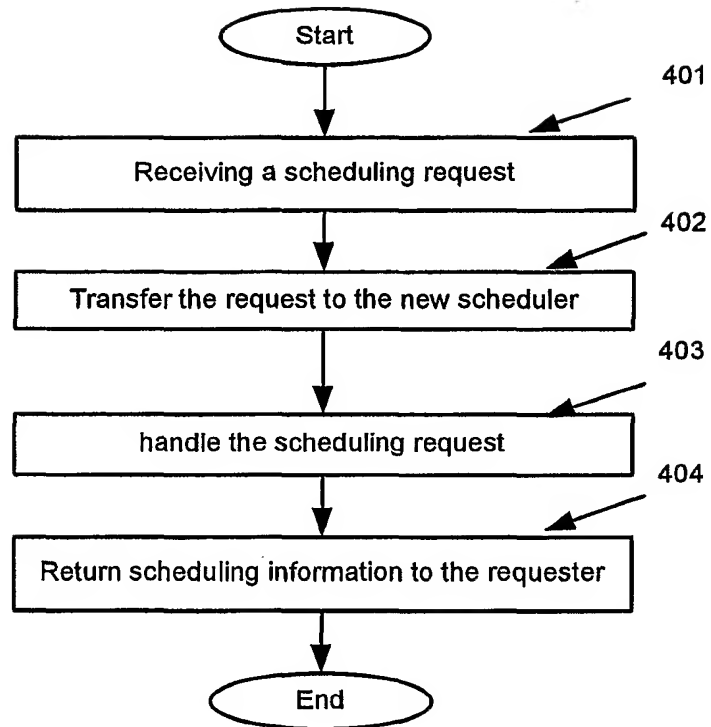 Start
401
Receiving a scheduling request
402
Transfer the request to the new scheduler
403
handle the scheduling request
404
Return scheduling information to the requester
End